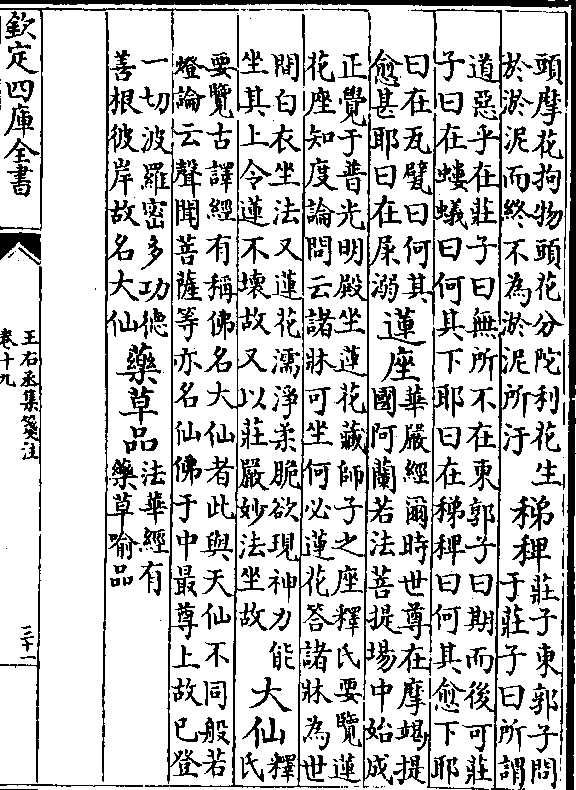 頭摩花拘物頭花分陀利花生
於淤泥而終不為淤泥所汙
稊稗
莊子東郭子問
于莊子曰所謂
道惡乎在莊子曰無所不在東郭子曰期而後可莊
子曰在螻蟻曰何其下耶曰在稊稗曰何其愈下耶
曰在瓦甓曰何其
愈甚耶曰在屎溺
蓮座
華嚴經爾時世尊在摩竭提
國阿蘭若法菩提場中始成
正覺于普光明殿坐蓮花藏師子之座釋氏要覽蓮
花座知度論問云諸牀可坐何必蓮花答諸牀為世
間白衣坐法又蓮花濡淨柔脆欲現神力能
坐其上令蓮不壞故又以莊嚴妙法坐故
大仙
釋
氏
要覽古譯經有稱佛名大仙者此與天仙不同般若
燈論云聲聞菩薩等亦名仙佛于中最尊上故已登
一切波羅密多功德
善根彼岸故名大仙
藥草品
法華經有
藥草喻品
欽定四庫全書
王右丞集箋注
卷十九
三十一